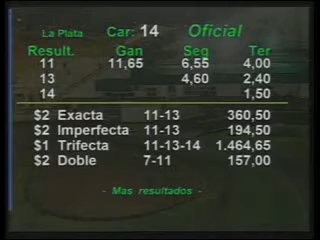 La Plata Car: 14 Oficial
Result. Gan Seg Ter
11 11,65 6,55 4,00
13 4,60 2,40
14 1,50
$2 Exacta 11-13 360,50
$2 Imperfecta 11-13 194,50
$1 Trifecta 11-13-14 1.464,65
$2 Doble 7-11 157,00
- Mas resultados -